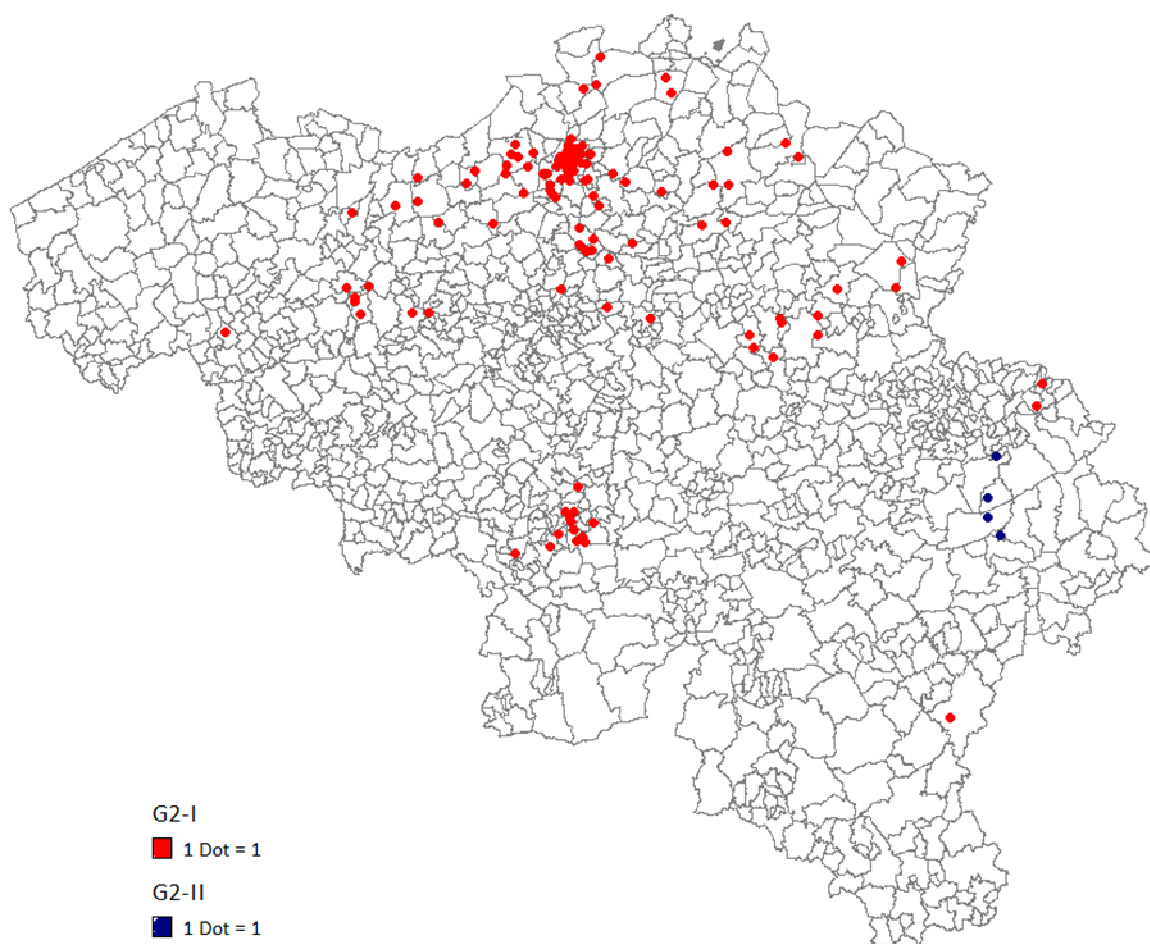 G2-I
1 Dot = 1
G2-II
1 Dot = 1